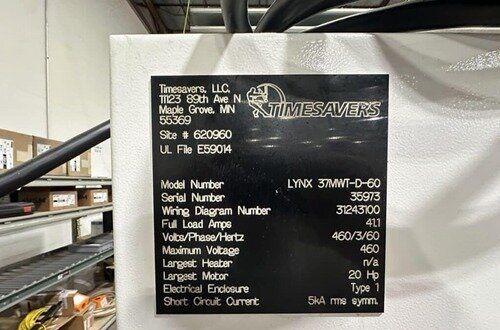 Timesavers, LLC.
11123 89th Ave N
Maple Grove, MN
55369
TIMESAVERS
Site # 620960
UL File E59014
Model Number LYNX 37MWT-D-60
Serial Number 35973
Wiring Diagram Number 31243100
Full Load Amps 41.1
Volts/Phase/Hertz 460/3/60
Maximum Voltage 460
Largest Heater n/a
Largest Motor 20 Hp
Electrical Enclosure Type 1
Short Circuit Current 5kA rms symm.